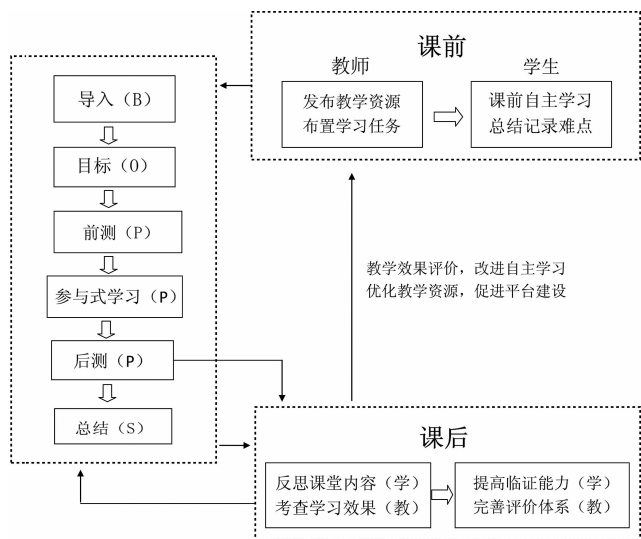 课前
教师
学生
发布教学资源
布置学习任务
课前自主学习
总结记录难点
导入（B）
目标（O）
前测（P）
参与式学习（P）
后测（P）
总结（S）
教学效果评价，改进自主学习
优化教学资源，促进平台建设
课后
反思课堂内容（学）
考查学习效果（教）
提高临证能力（学）
完善评价体系（教）